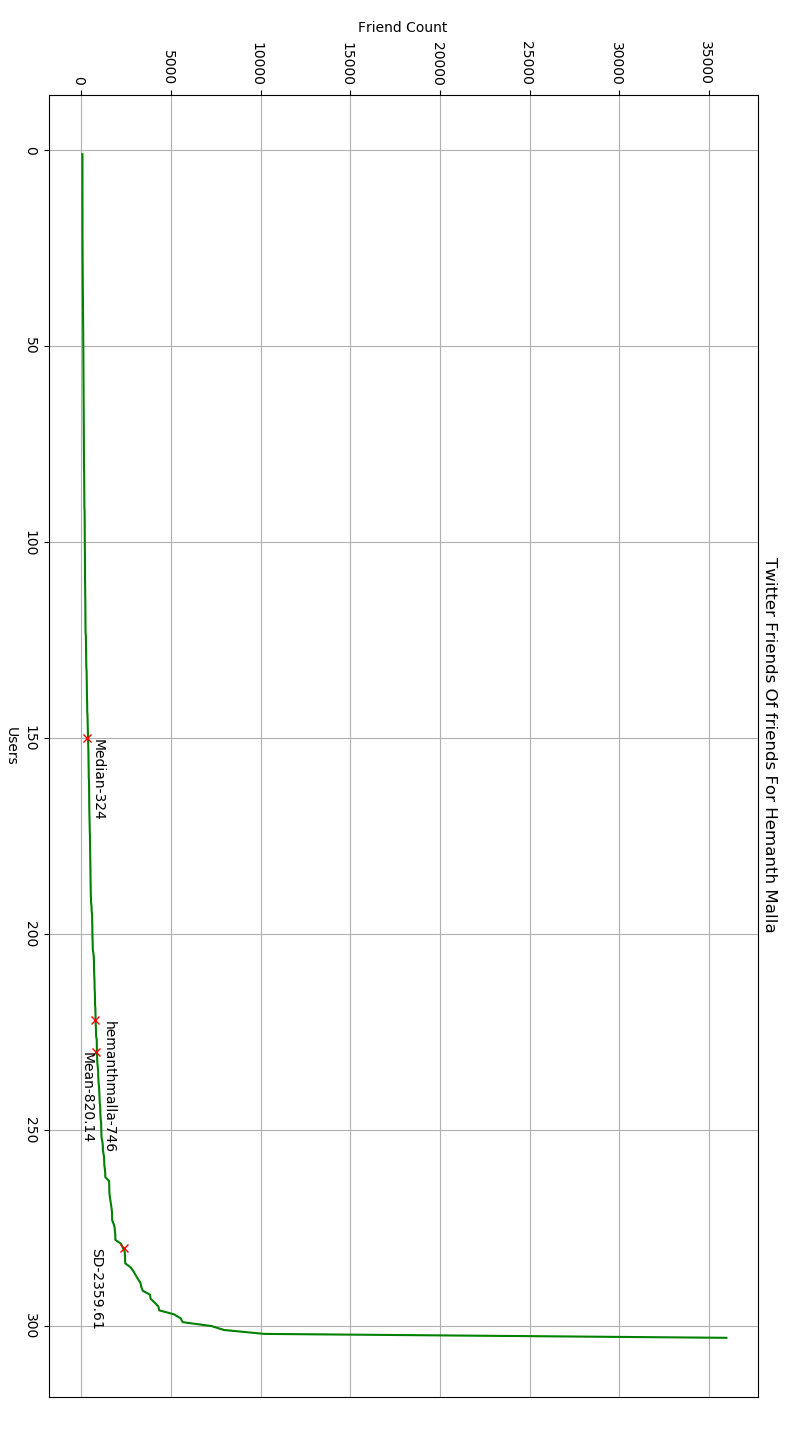 Twitter Friends Of friends For Hemanth Malla
Friend Count
35000
30000
25000
20000
15000
10000
5000
0
Median-324
hemanthmalla-746
Mean-820.14
SD-2359.61
0
50
100
150
200
250
300
Users